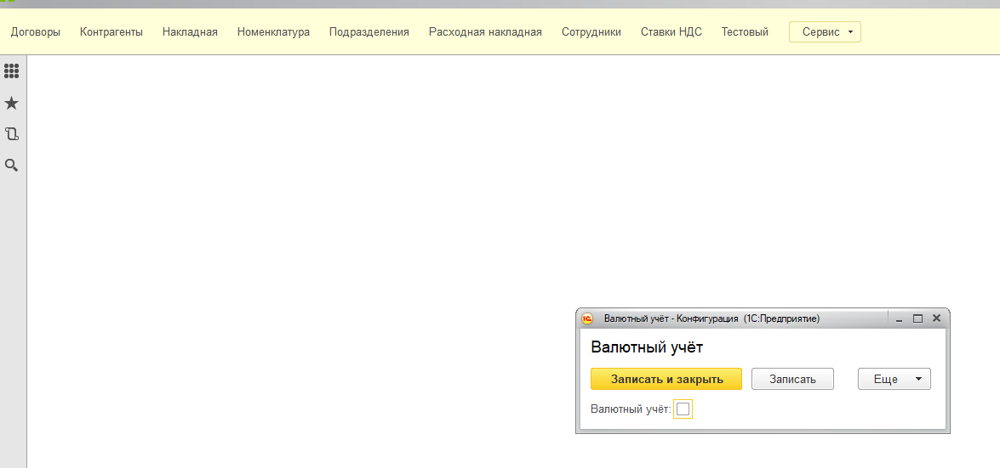 Договоры Контрагенты Накладная Номенклатура Подразделения Расходная накладная Сотрудники Ставки НДС Тестовый Сервис
1С Валютный учёт - Конфигурация (1С:Предприятие)
Валютный учёт
Записать и закрыть Записать Еще
Валютный учёт: